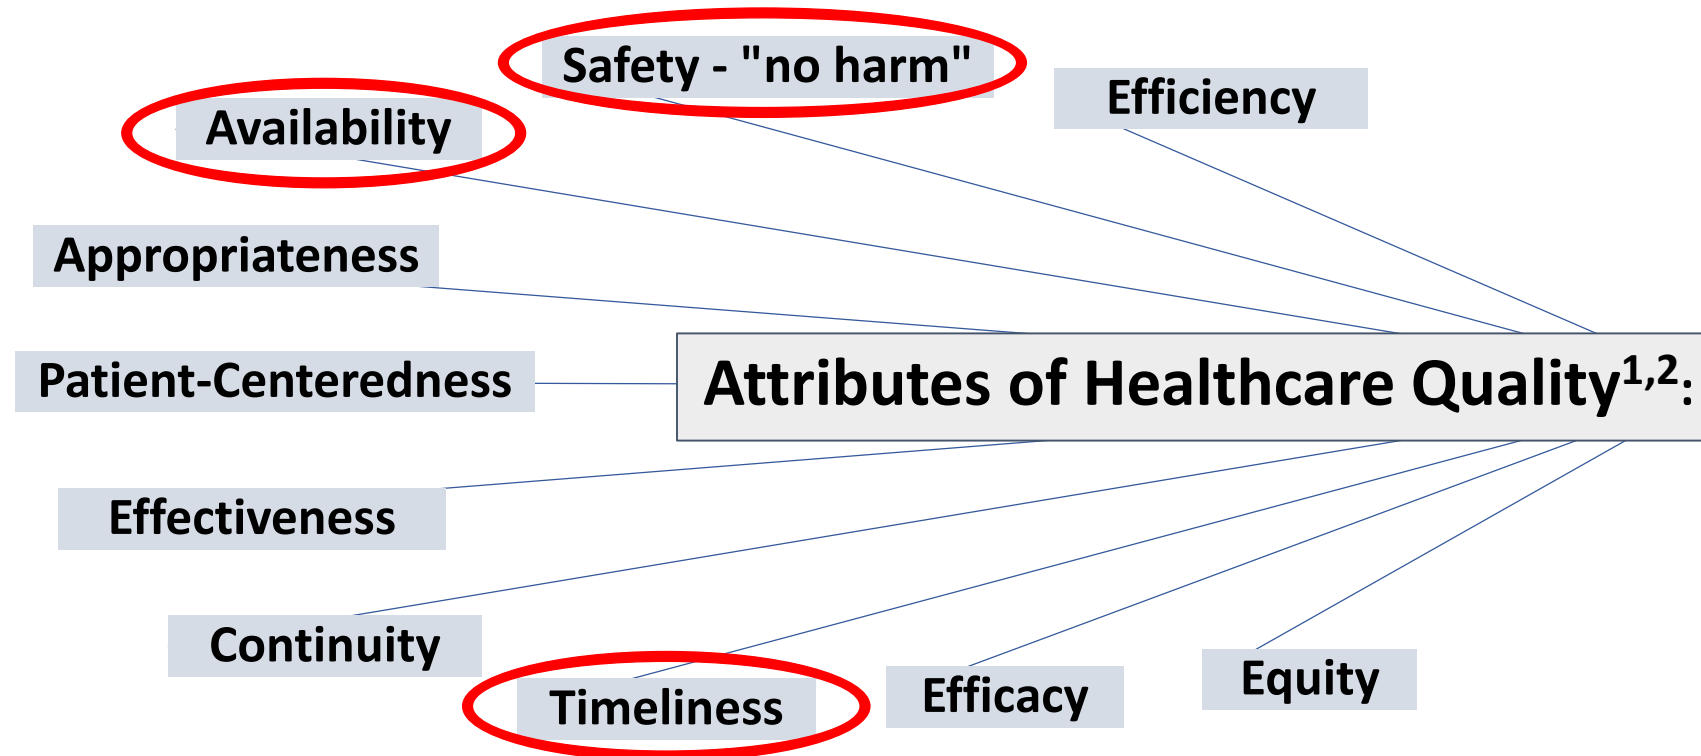 Safety - "no harm"
Efficiency
Availability
Appropriateness
Patient-Centeredness
Attributes of Healthcare Quality1,2:
Effectiveness
Continuity
Timeliness
Efficacy
Equity